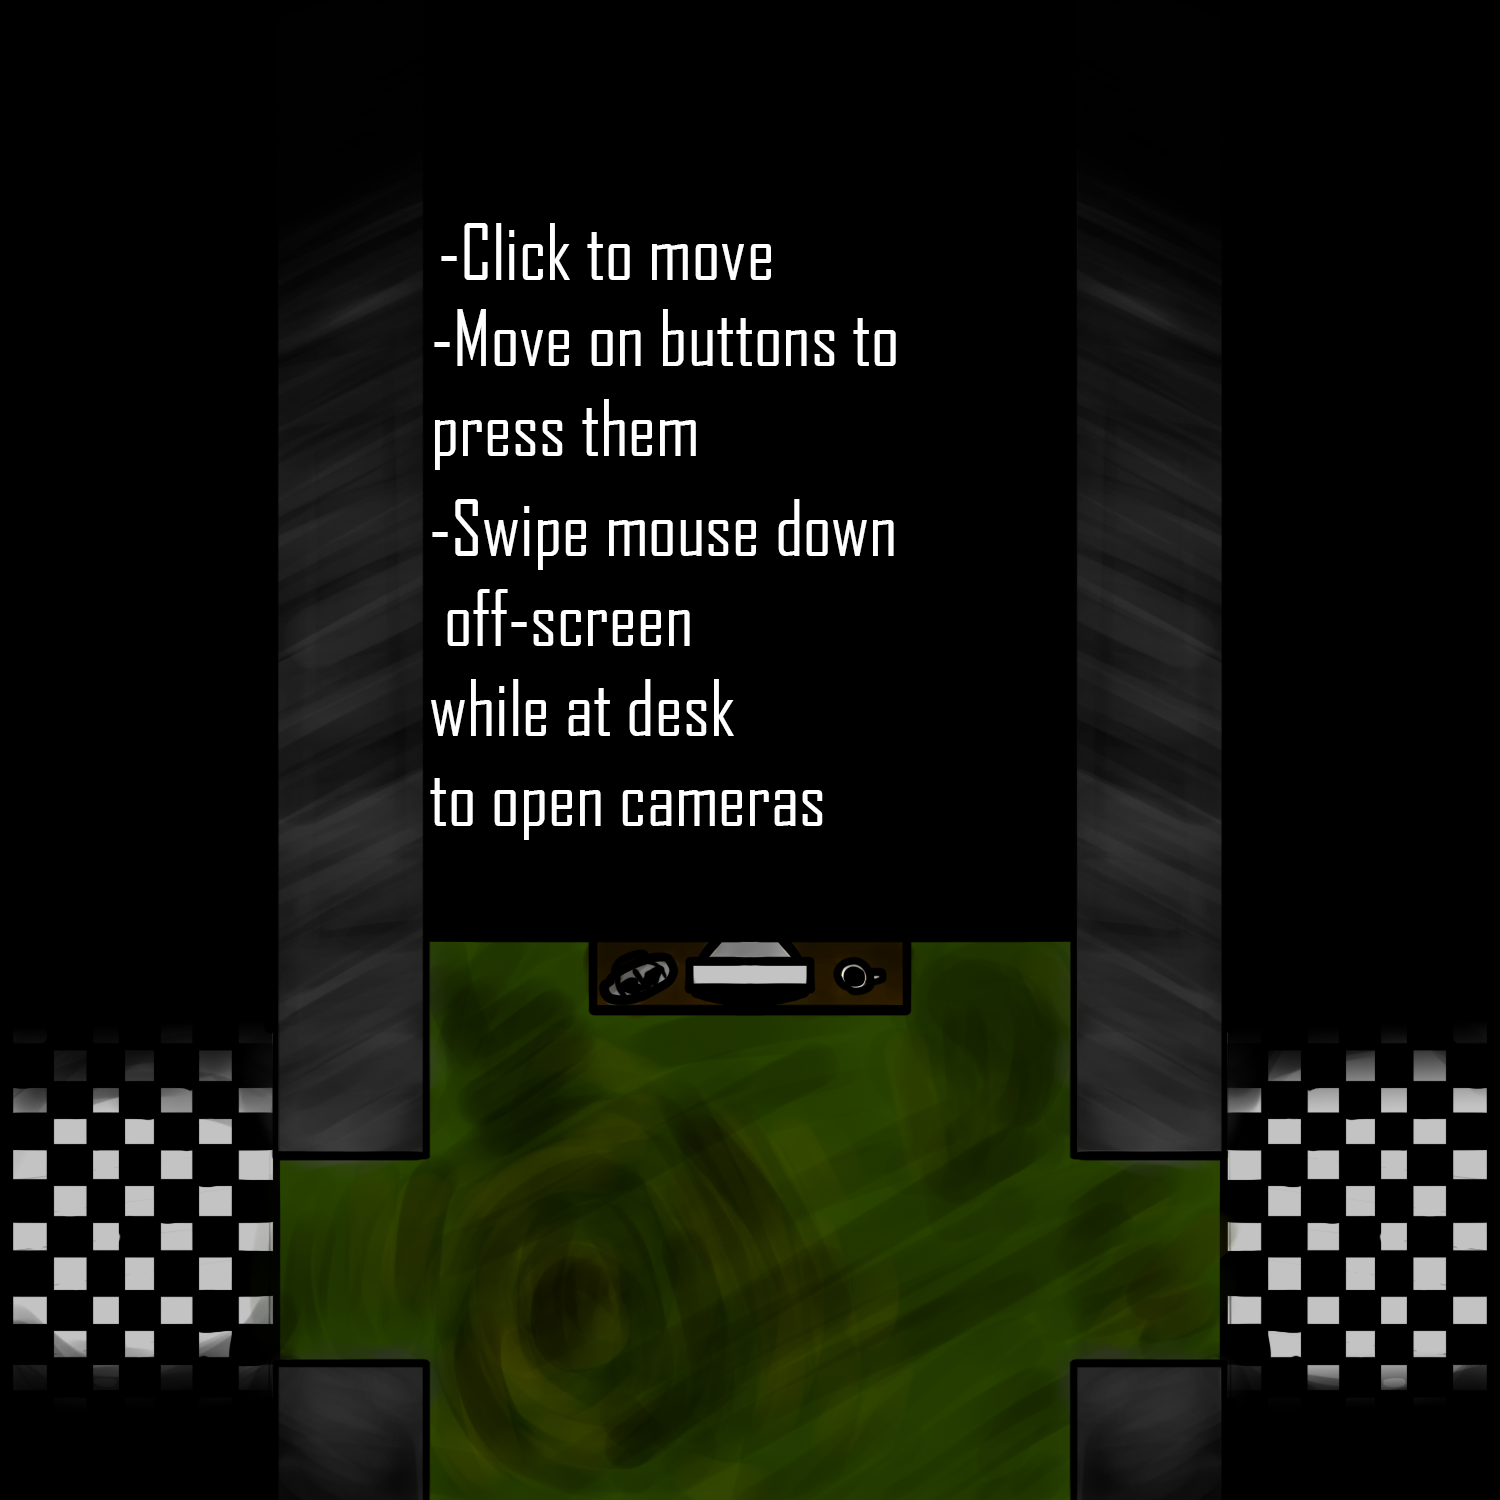 -Click to move
-Move on buttons to
press them
-Swipe mouse down
off-screen
while at desk
to open cameras